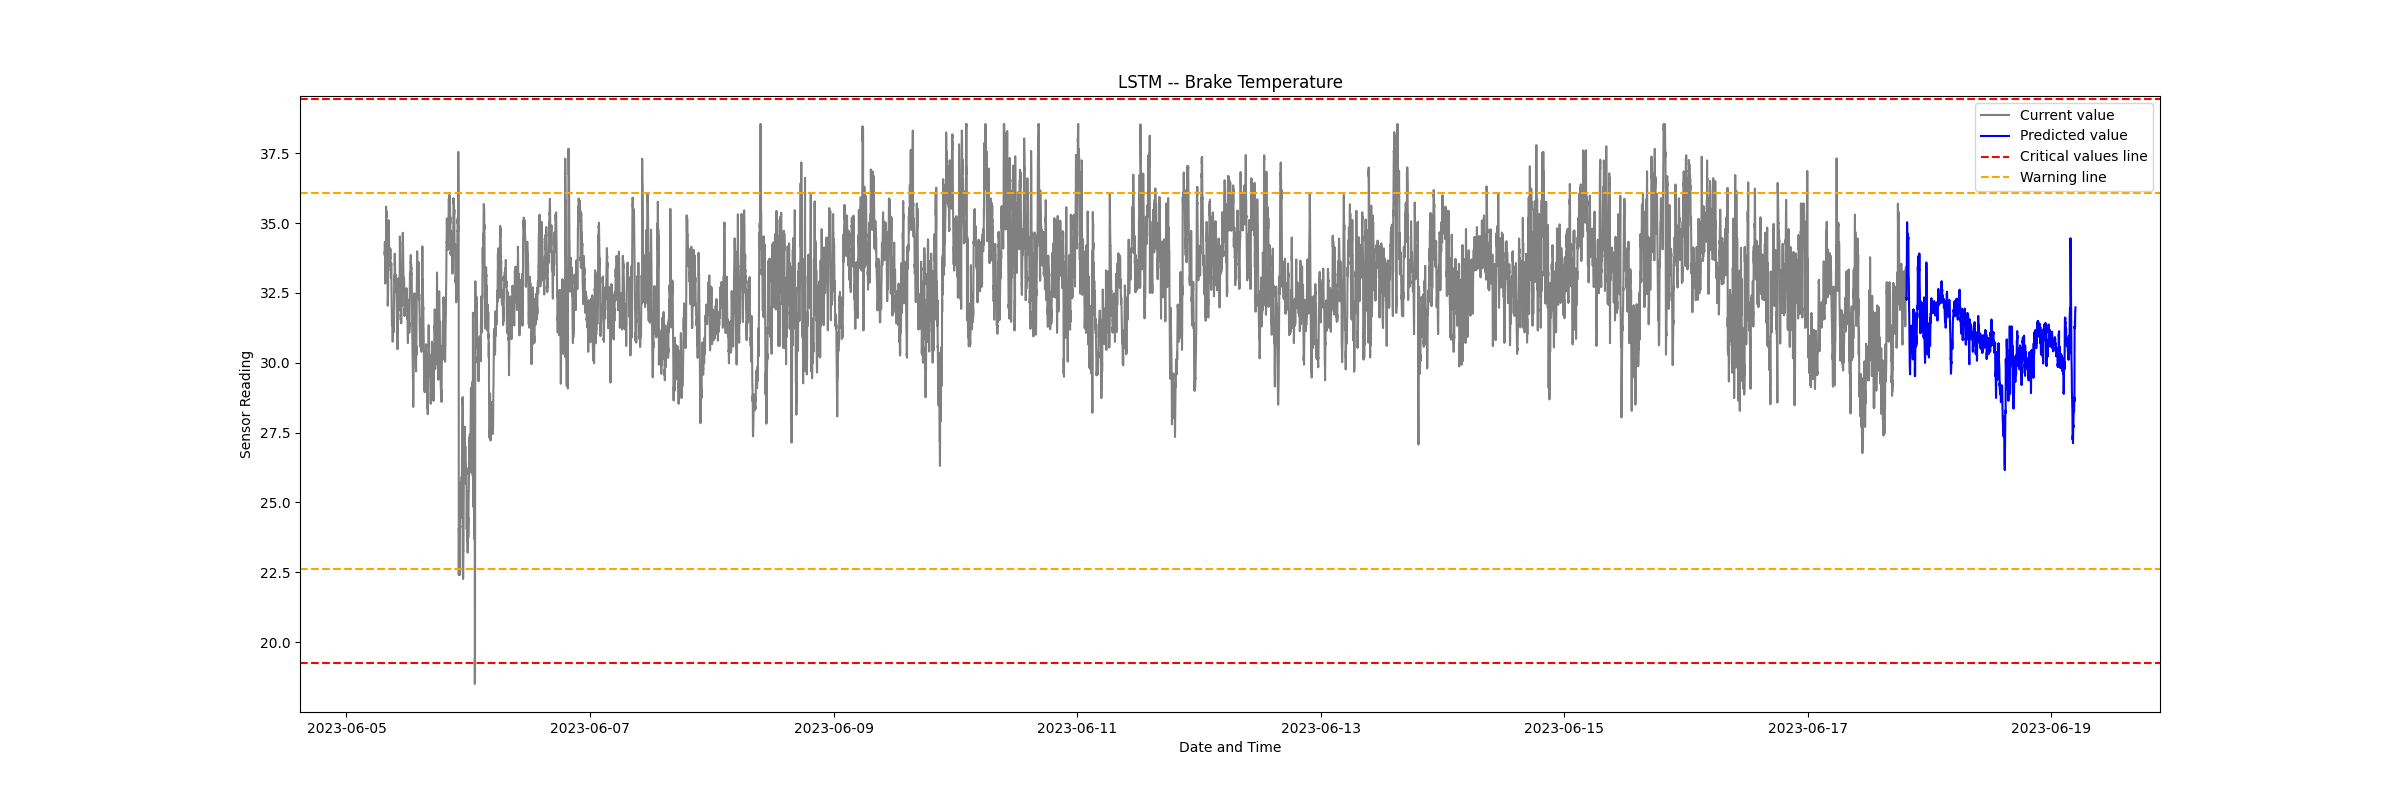 LSTM -- Brake Temperature
Current value
Predicted value
Critical values line
Warning line
37.5
35.0
32.5
30.0
27.5
25.0
22.5
20.0
Sensor Reading
2023-06-05
2023-06-07
2023-06-09
2023-06-11
2023-06-13
2023-06-15
2023-06-17
2023-06-19
Date and Time